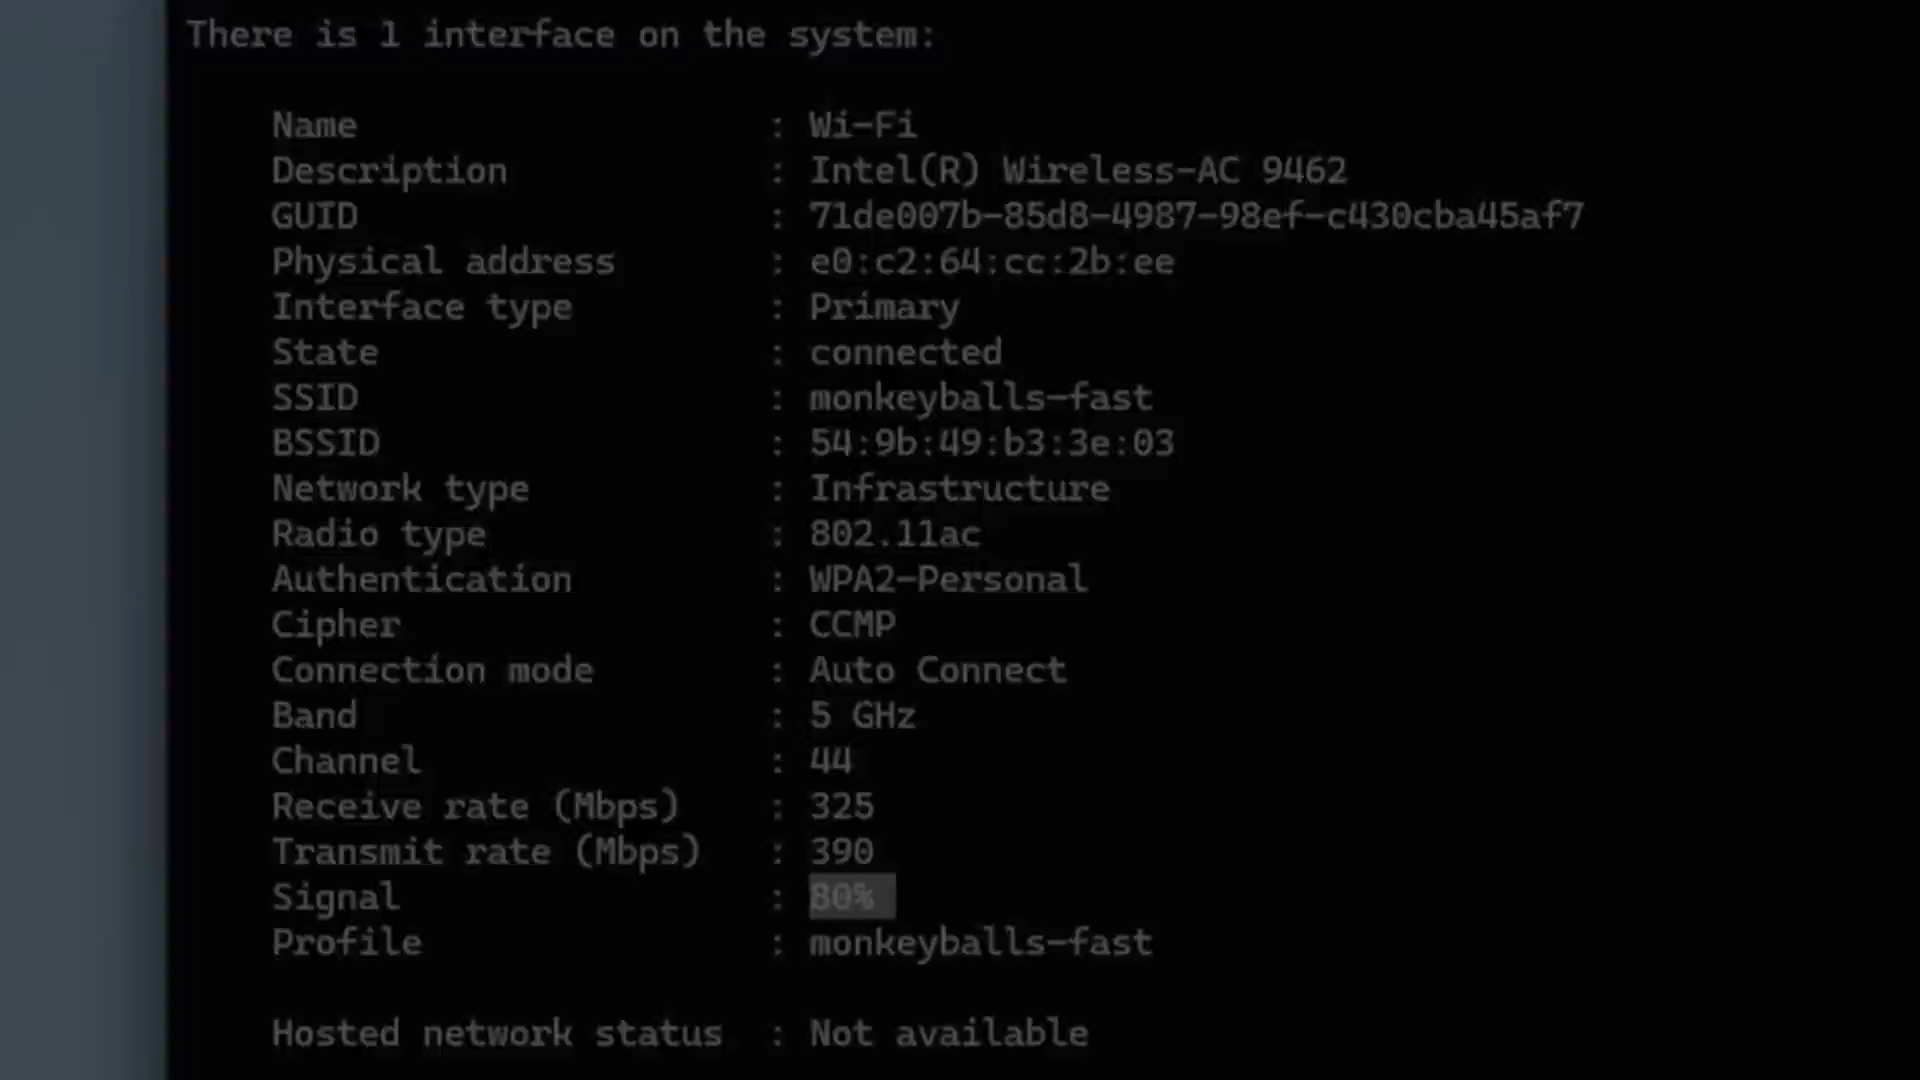 There is 1 interface on the system:
Name : Wi-Fi
Description : Intel(R) Wireless-AC 9462
GUID : 71de007b-85d8-4987-98ef-c430cba45af7
Physical address : e0:c2:64:cc:2b:ee
Interface type : Primary
State : connected
SSID : monkeyballs-fast
BSSID : 54:9b:49:b3:3e:03
Network type : Infrastructure
Radio type : 802.11ac
Authentication : WPA2-Personal
Cipher : CCMP
Connection mode : Auto Connect
Band : 5 GHz
Channel : 44
Receive rate (Mbps) : 325
Transmit rate (Mbps) : 390
Signal : 80%
Profile : monkeyballs-fast
Hosted network status : Not available